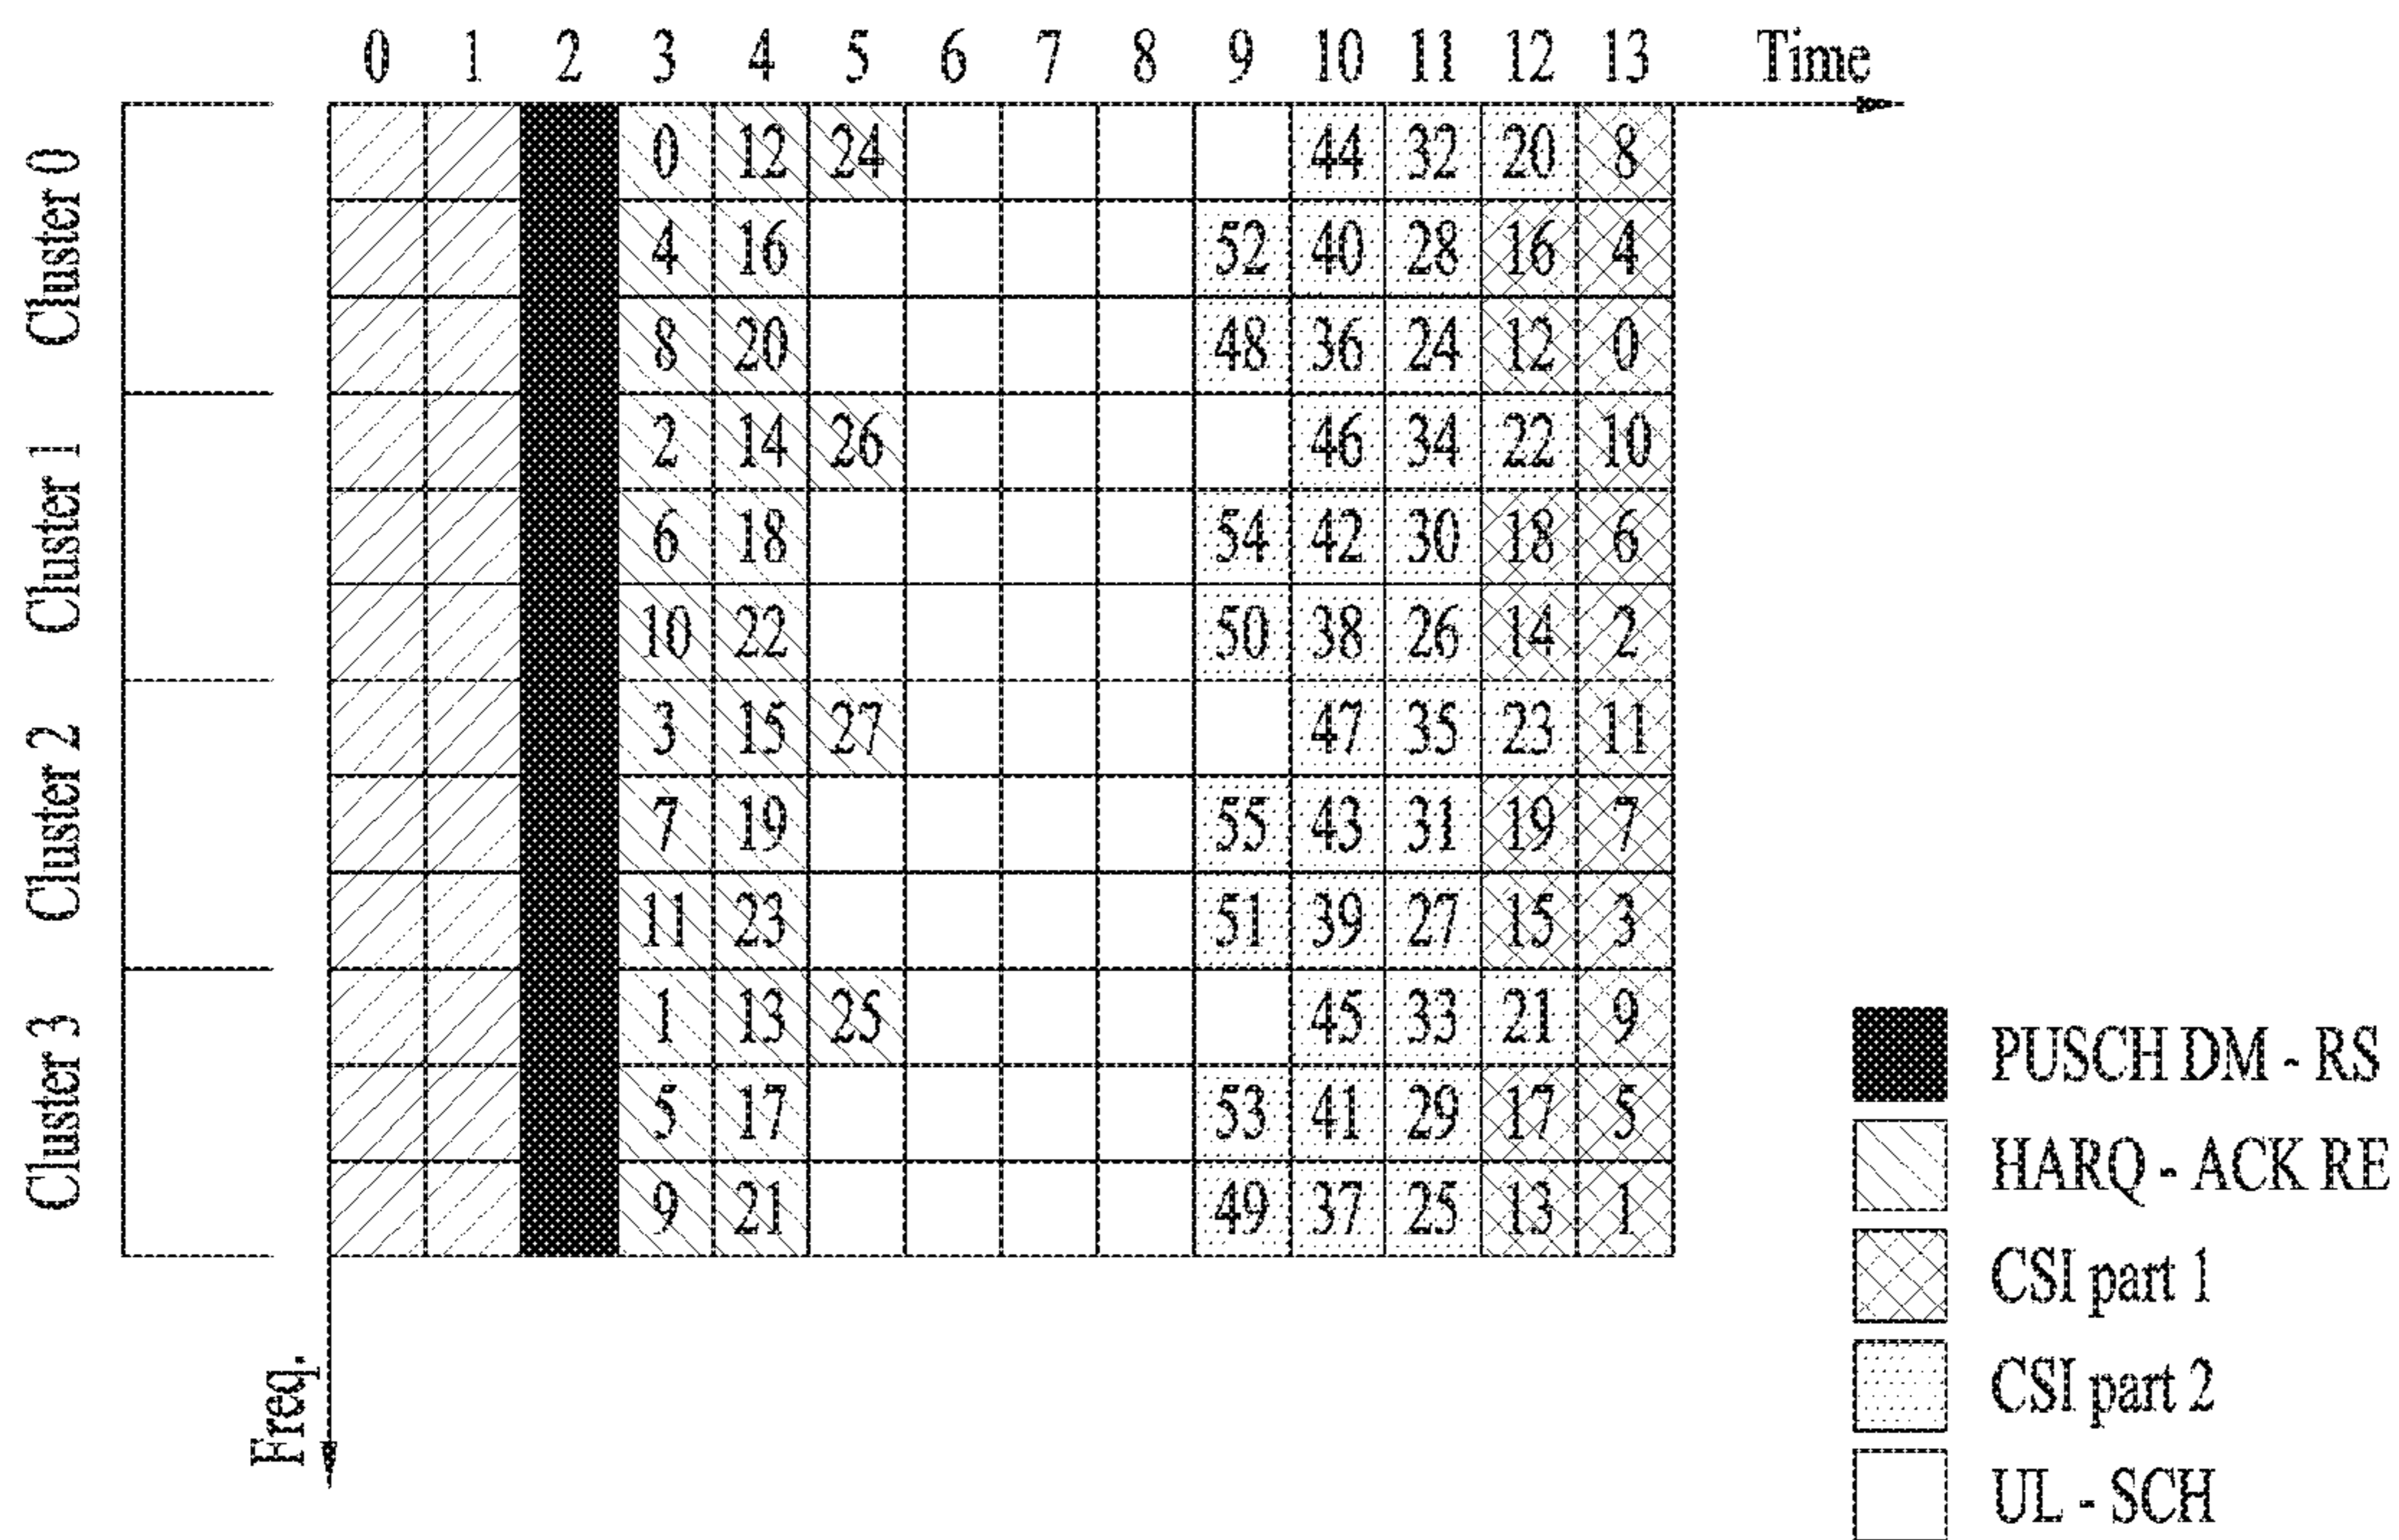 0 1 2 3 4 5 6 7 8 9 10 11 12 13 Time
Cluster 0
0 12 24 44 32 20 8
4 16 52 40 28 16 4
8 20 48 36 24 12 0
Cluster 1
2 14 26 46 34 22 10
6 18 54 42 30 18 6
10 22 50 38 26 14 2
Cluster 2
3 15 27 47 35 23 11
7 19 55 43 31 19 7
11 23 51 39 27 15 3
Cluster 3
1 13 25 45 33 21 9
5 17 53 41 29 17 5
9 21 49 37 25 13 1
Freq.
PUSCH DM - RS
HARQ - ACK RE
CSI part 1
CSI part 2
UL - SCH